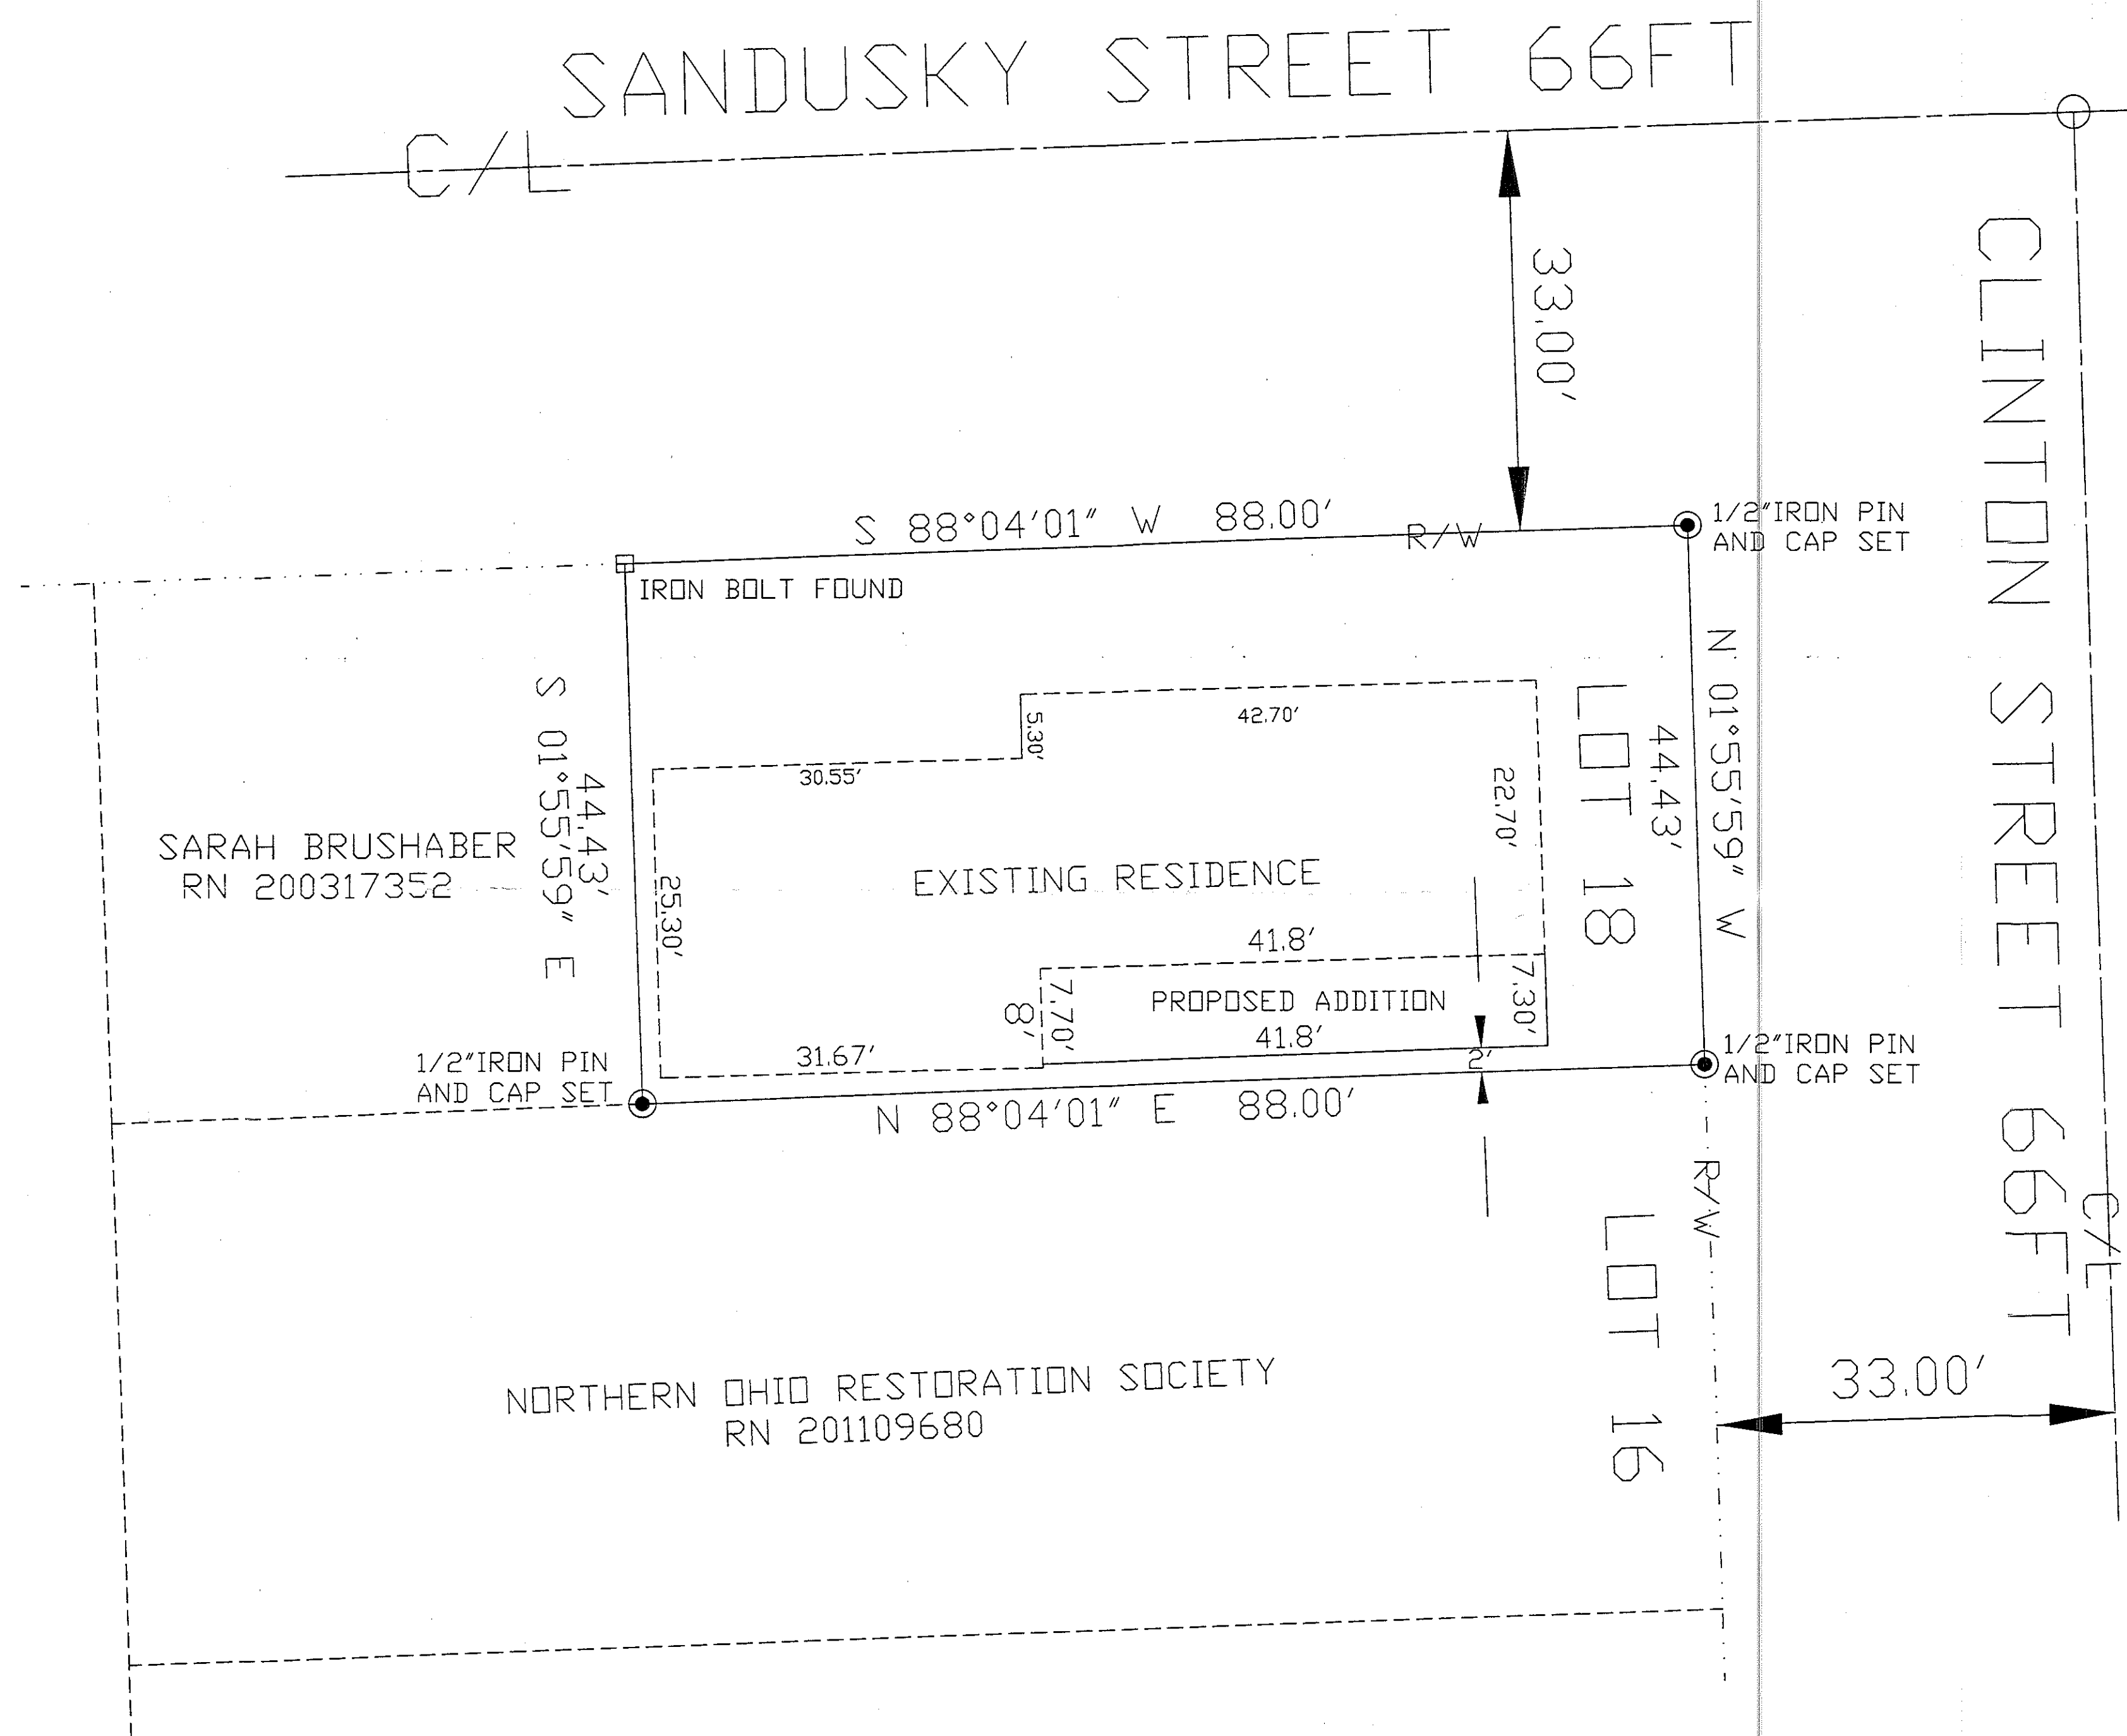 SANDUSKY STREET 66FT
C/L
33.00'
CLINTON STREET 66FT
C/L
S 88°04'01" W 88.00'
R/W
1/2"IRON PIN
AND CAP SET
IRON BOLT FOUND
N 01°55'59" W
44.43'
LOT 18
S 01°55'59" E
44.43'
5.30'
42.70'
30.55'
22.70'
SARAH BRUSHABER
RN 200317352
25.30'
EXISTING RESIDENCE
41.8'
7.30'
7.70'
8'
PROPOSED ADDITION
41.8'
31.67'
2'
1/2"IRON PIN
AND CAP SET
1/2"IRON PIN
AND CAP SET
N 88°04'01" E 88.00'
R/W
LOT 16
33.00'
NORTHERN OHIO RESTORATION SOCIETY
RN 201109680